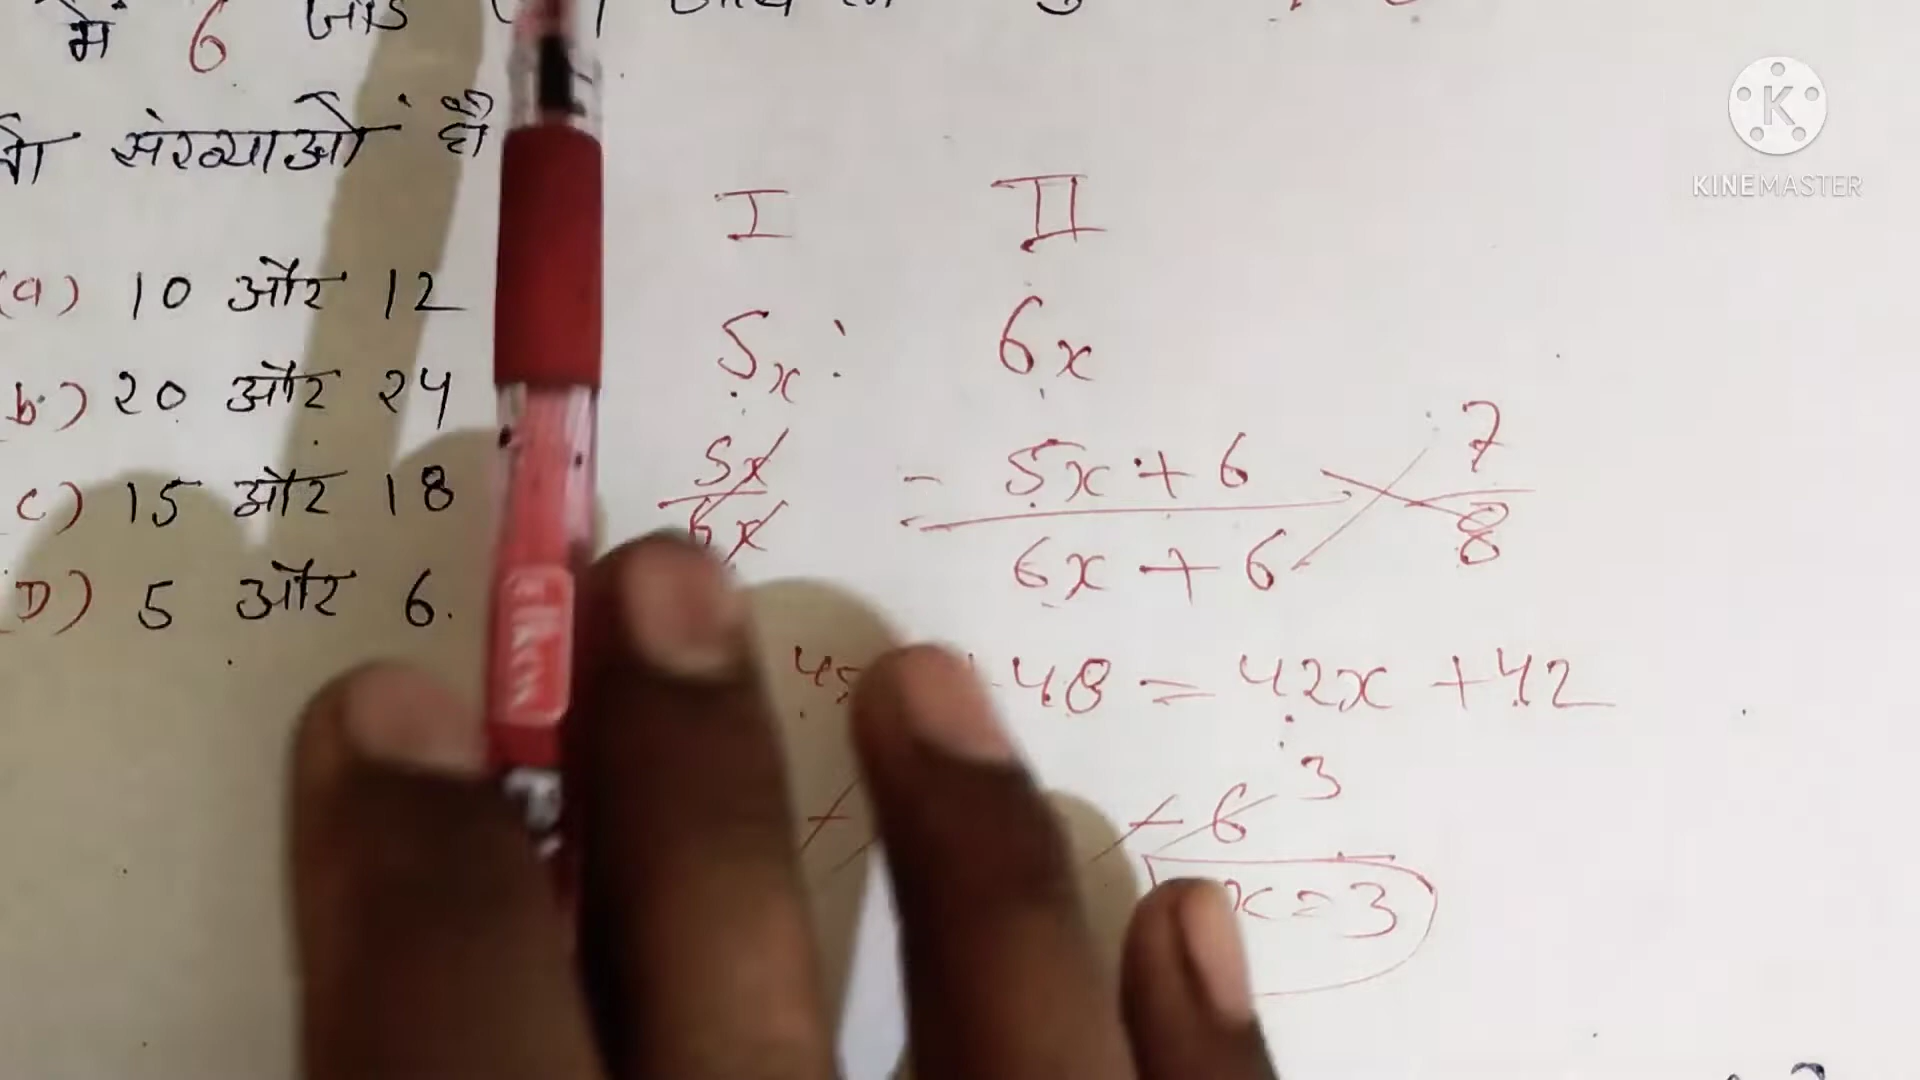 में 6 जोड़
संख्याओं
(a) 10 और 12
b) 20 और 24
c) 15 और 18
D) 5 और 6.
I II
5x : 6x
5x/6x = 5x + 6/6x + 6 7/8
48 = 42x + 42
6 3
x = 3
KINEMASTER